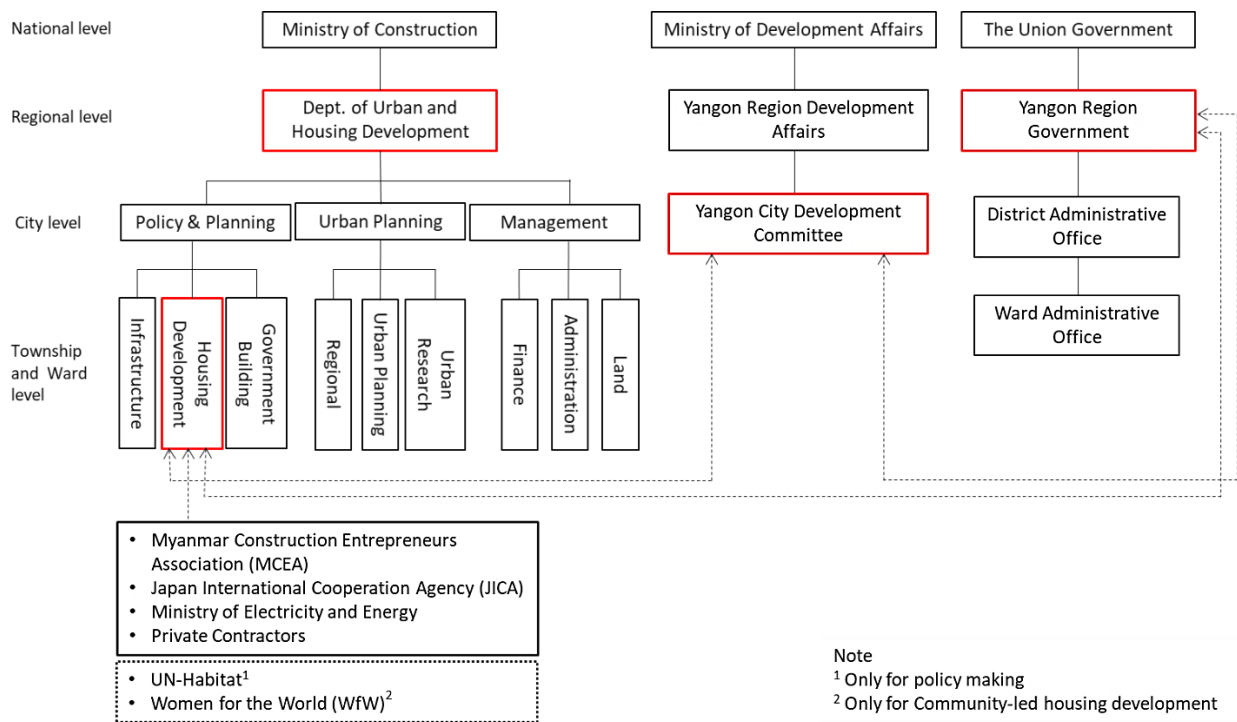 National level
Ministry of Construction
Ministry of Development Affairs
The Union Government
Regional level
Dept. of Urban and
Housing Development
Yangon Region Development
Affairs
Yangon Region
Government
City level
Policy & Planning
Urban Planning
Management
Yangon City Development
Committee
District Administrative
Office
Township
and Ward
level
Infrastructure
Housing
Development
Government
Building
Regional
Urban Planning
Urban
Research
Finance
Administration
Land
Ward Administrative
Office
• Myanmar Construction Entrepreneurs
Association (MCEA)
• Japan International Cooperation Agency (JICA)
• Ministry of Electricity and Energy
• Private Contractors
• UN-Habitat¹
• Women for the World (WfW)²
Note
¹ Only for policy making
² Only for Community-led housing development